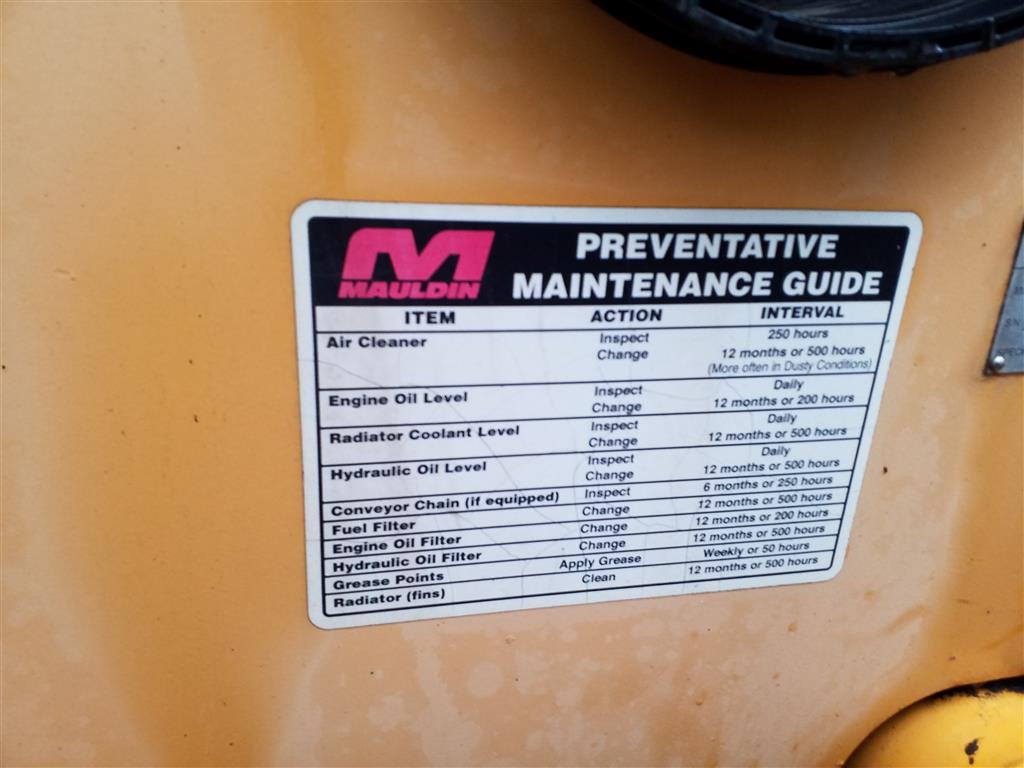 MAULDIN
PREVENTATIVE
MAINTENANCE GUIDE
ITEM ACTION INTERVAL
Air Cleaner Inspect 250 hours
Change 12 months or 500 hours
(More often in Dusty Conditions)
Engine Oil Level Inspect Daily
Change 12 months or 200 hours
Radiator Coolant Level Inspect Daily
Change 12 months or 500 hours
Hydraulic Oil Level Inspect Daily
Change 12 months or 500 hours
Conveyor Chain (if equipped) Inspect 6 months or 250 hours
Fuel Filter Change 12 months or 500 hours
Engine Oil Filter Change 12 months or 200 hours
Hydraulic Oil Filter Change 12 months or 500 hours
Grease Points Apply Grease Weekly or 50 hours
Radiator (fins) Clean 12 months or 500 hours